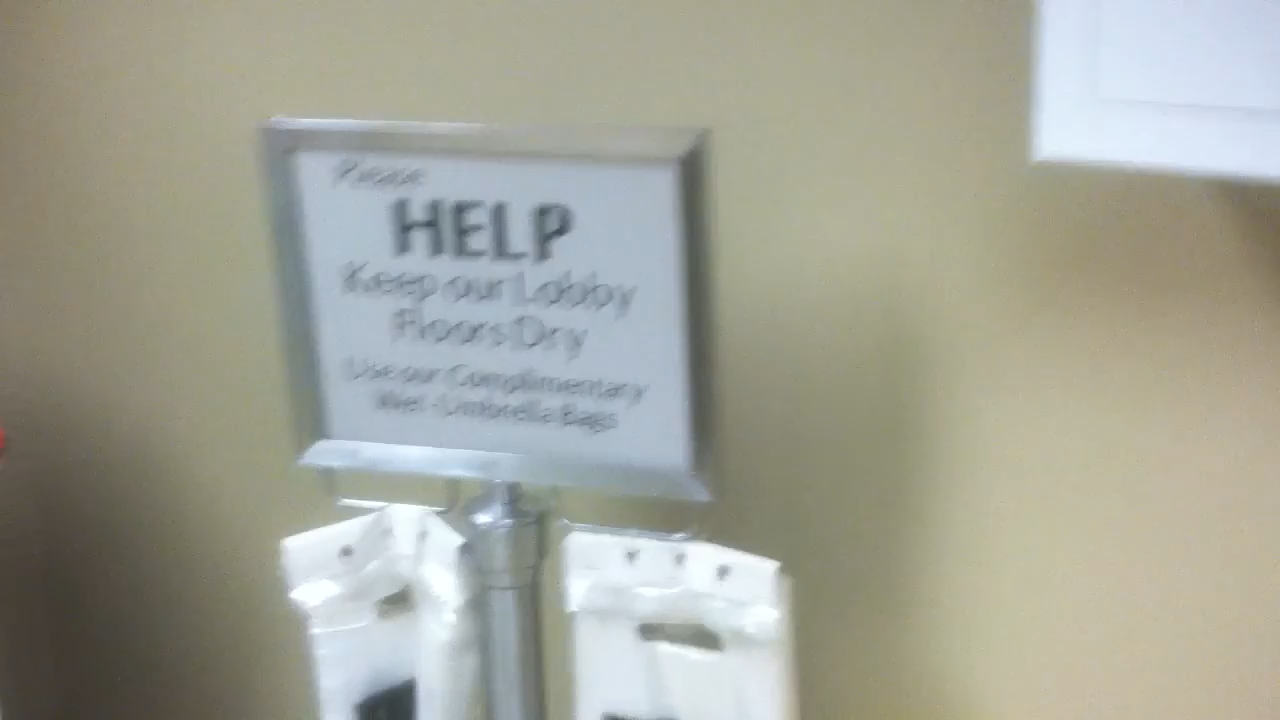 Please
HELP
Keep our Lobby
Floors Dry
Use our Complimentary
Wet-Umbrella Bags